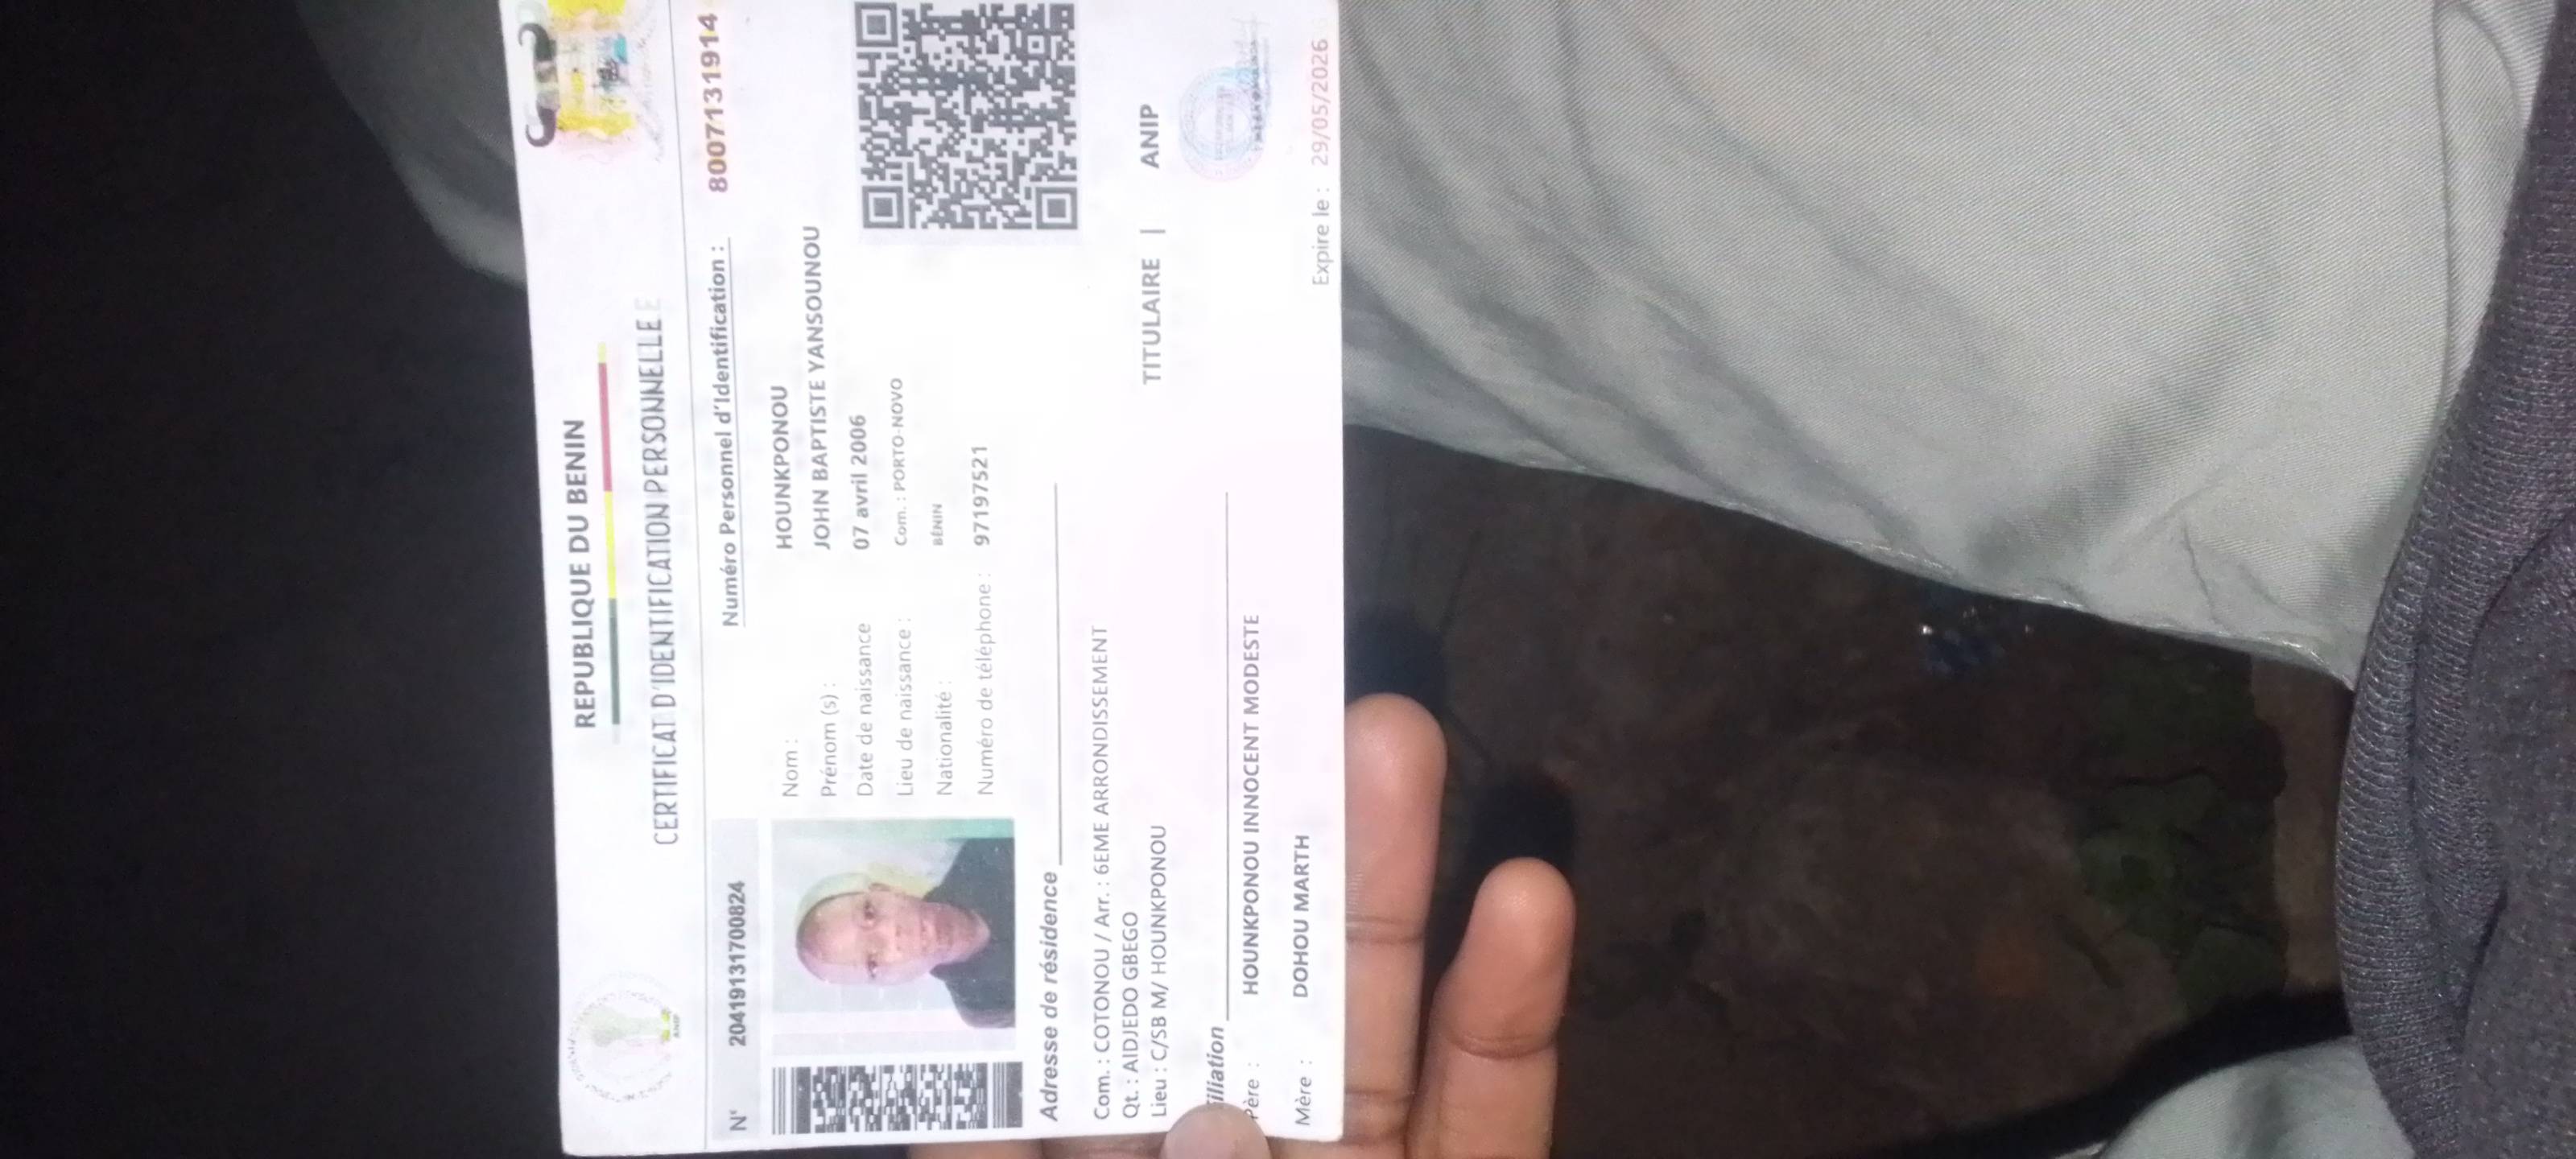 REPUBLIQUE DU BENIN
CERTIFICAT D'IDENTIFICATION PERSONNELLE
N° 20419131700824
Numéro Personnel d'Identification : 8007131914
Nom : HOUNKPONOU
Prénom (s) : JOHN BAPTISTE YANSOUNOU
Date de naissance 07 avril 2006
Lieu de naissance : Com. : PORTO-NOVO
Nationalité : BÉNIN
Numéro de téléphone : 97197521
Adresse de résidence
Com. : COTONOU / Arr. : 6EME ARRONDISSEMENT
Qt. : AIDJEDO GBEGO
Lieu : C/SB M/ HOUNKPONOU
TITULAIRE | ANIP
iliation
Père : HOUNKPONOU INNOCENT MODESTE
Mère : DOHOU MARTH
Expire le : 29/05/2026